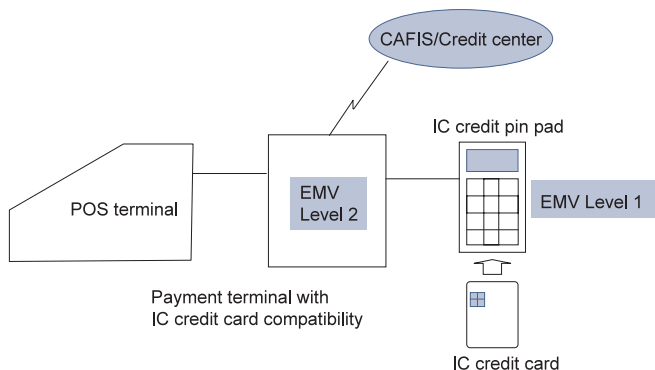 CAFIS/Credit center
IC credit pin pad
POS terminal
EMV
Level 2
EMV Level 1
Payment terminal with
IC credit card compatibility
IC credit card